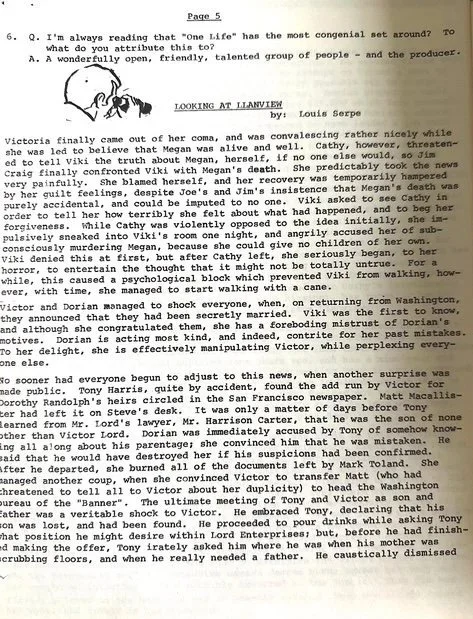 Page 5
6. Q. I'm always reading that "One Life" has the most congenial set around? To
what do you attribute this to?
A. A wonderfully open, friendly, talented group of people - and the producer.
LOOKING AT LLANVIEW
by: Louis Serpe
Victoria finally came out of her coma, and was convalescing rather nicely while
she was led to believe that Megan was alive and well. Cathy, however, threaten-
ed to tell Viki the truth about Megan, herself, if no one else would, so Jim
Craig finally confronted Viki with Megan's death. She predictably took the news
very painfully. She blamed herself, and her recovery was temporarily hampered
by her guilt feelings, despite Joe's and Jim's insistence that Megan's death was
purely accidental, and could be imputed to no one. Viki asked to see Cathy in
order to tell her how terribly she felt about what had happened, and to beg her
forgiveness. While Cathy was violently opposed to the idea initially, she im-
pulsively sneaked into Viki's room one night, and angrily accused her of sub-
consciously murdering Megan, because she could give no children of her own.
Viki denied this at first, but after Cathy left, she seriously began, to her
horror, to entertain the thought that it might not be totally untrue. For a
while, this caused a psychological block which prevented Viki from walking, how-
ever, with time she managed to start walking with a cane.
Victor and Dorian managed to shock everyone, when, on returning from Washington,
they announced that they had been secretly married. Viki was the first to know,
and although she congratulated them, she has a foreboding mistrust of Dorian's
motives. Dorian is acting most kind, and indeed, contrite for her past mistakes.
To her delight, she is effectively manipulating Victor, while perplexing every-
one else.
No sooner had everyone begun to adjust to this news, when another surprise was
made public. Tony Harris, quite by accident, found the add run by Victor for
Dorothy Randolph's heirs circled in the San Francisco newspaper. Matt Macallis-
ter had left it on Steve's desk. It was only a matter of days before Tony
learned from Mr. Lord's lawyer, Mr. Harrison Carter, that he was the son of none
other than Victor Lord. Dorian was immediately accused by Tony of somehow know-
ing all along about his parentage; she convinced him that he was mistaken. He
said that he would have destroyed her if his suspicions had been confirmed.
After he departed, she burned all of the documents left by Mark Toland. She
managed another coup, when she convinced Victor to transfer Matt (who had
threatened to tell all to Victor about her duplicity) to head the Washington
bureau of the "Banner". The ultimate meeting of Tony and Victor as son and
father was a veritable shock to Victor. He embraced Tony, declaring that his
son was lost, and had been found. He proceeded to pour drinks while asking Tony
what position he might desire within Lord Enterprises; but, before he had finish-
ed making the offer, Tony irately asked him where he was when his mother was
scrubbing floors, and when he really needed a father. He caustically dismissed